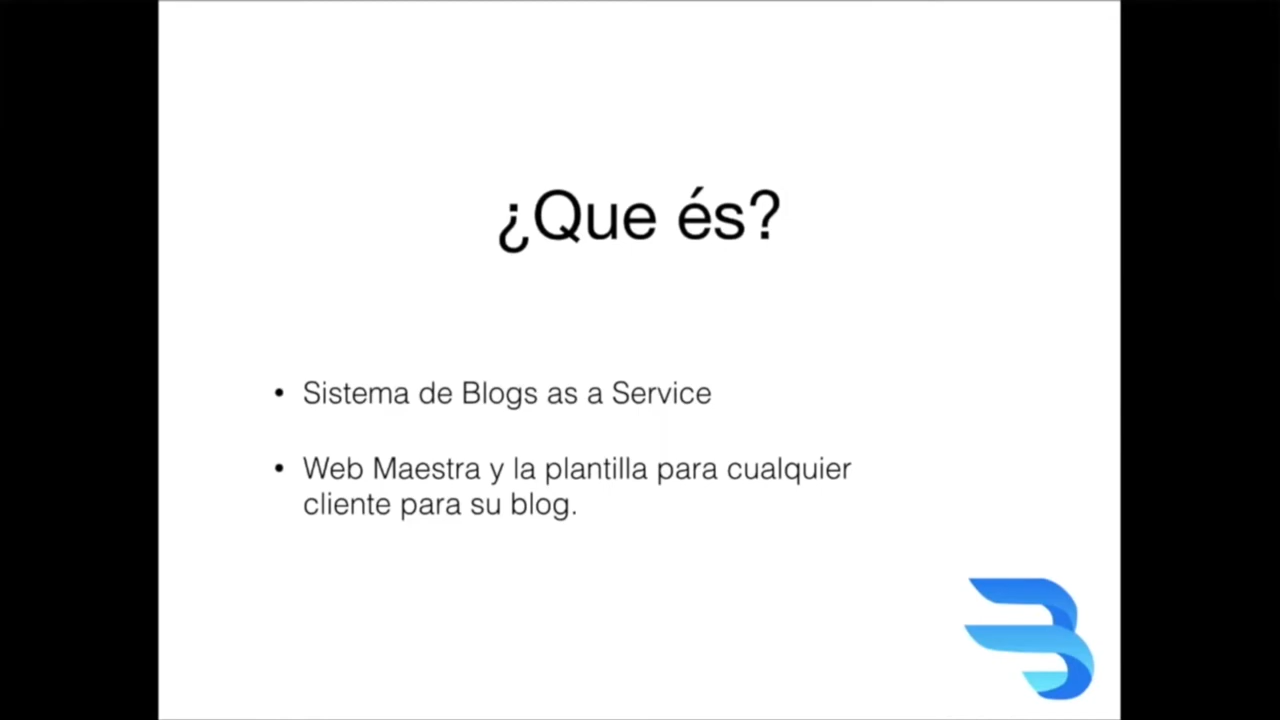 ¿Que és?
• Sistema de Blogs as a Service
• Web Maestra y la plantilla para cualquier
cliente para su blog.